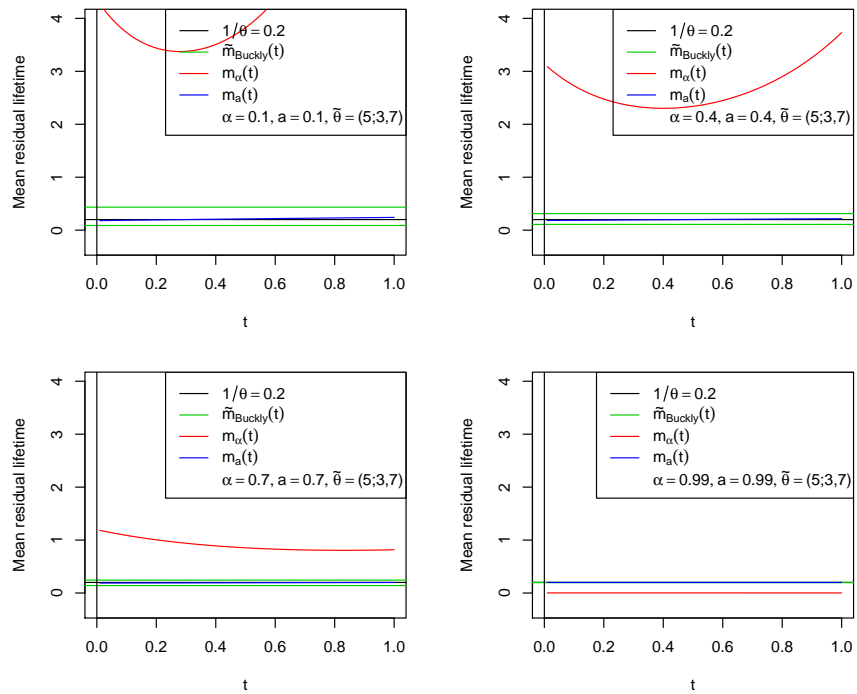 Mean residual lifetime
4
3
2
1
0
0.0 0.2 0.4 0.6 0.8 1.0
t
1/θ = 0.2
m̃Buckly(t)
mα(t)
ma(t)
α = 0.1, a = 0.1, θ̃ = (5;3,7)
Mean residual lifetime
4
3
2
1
0
0.0 0.2 0.4 0.6 0.8 1.0
t
1/θ = 0.2
m̃Buckly(t)
mα(t)
ma(t)
α = 0.4, a = 0.4, θ̃ = (5;3,7)
Mean residual lifetime
4
3
2
1
0
0.0 0.2 0.4 0.6 0.8 1.0
t
1/θ = 0.2
m̃Buckly(t)
mα(t)
ma(t)
α = 0.7, a = 0.7, θ̃ = (5;3,7)
Mean residual lifetime
4
3
2
1
0
0.0 0.2 0.4 0.6 0.8 1.0
t
1/θ = 0.2
m̃Buckly(t)
mα(t)
ma(t)
α = 0.99, a = 0.99, θ̃ = (5;3,7)